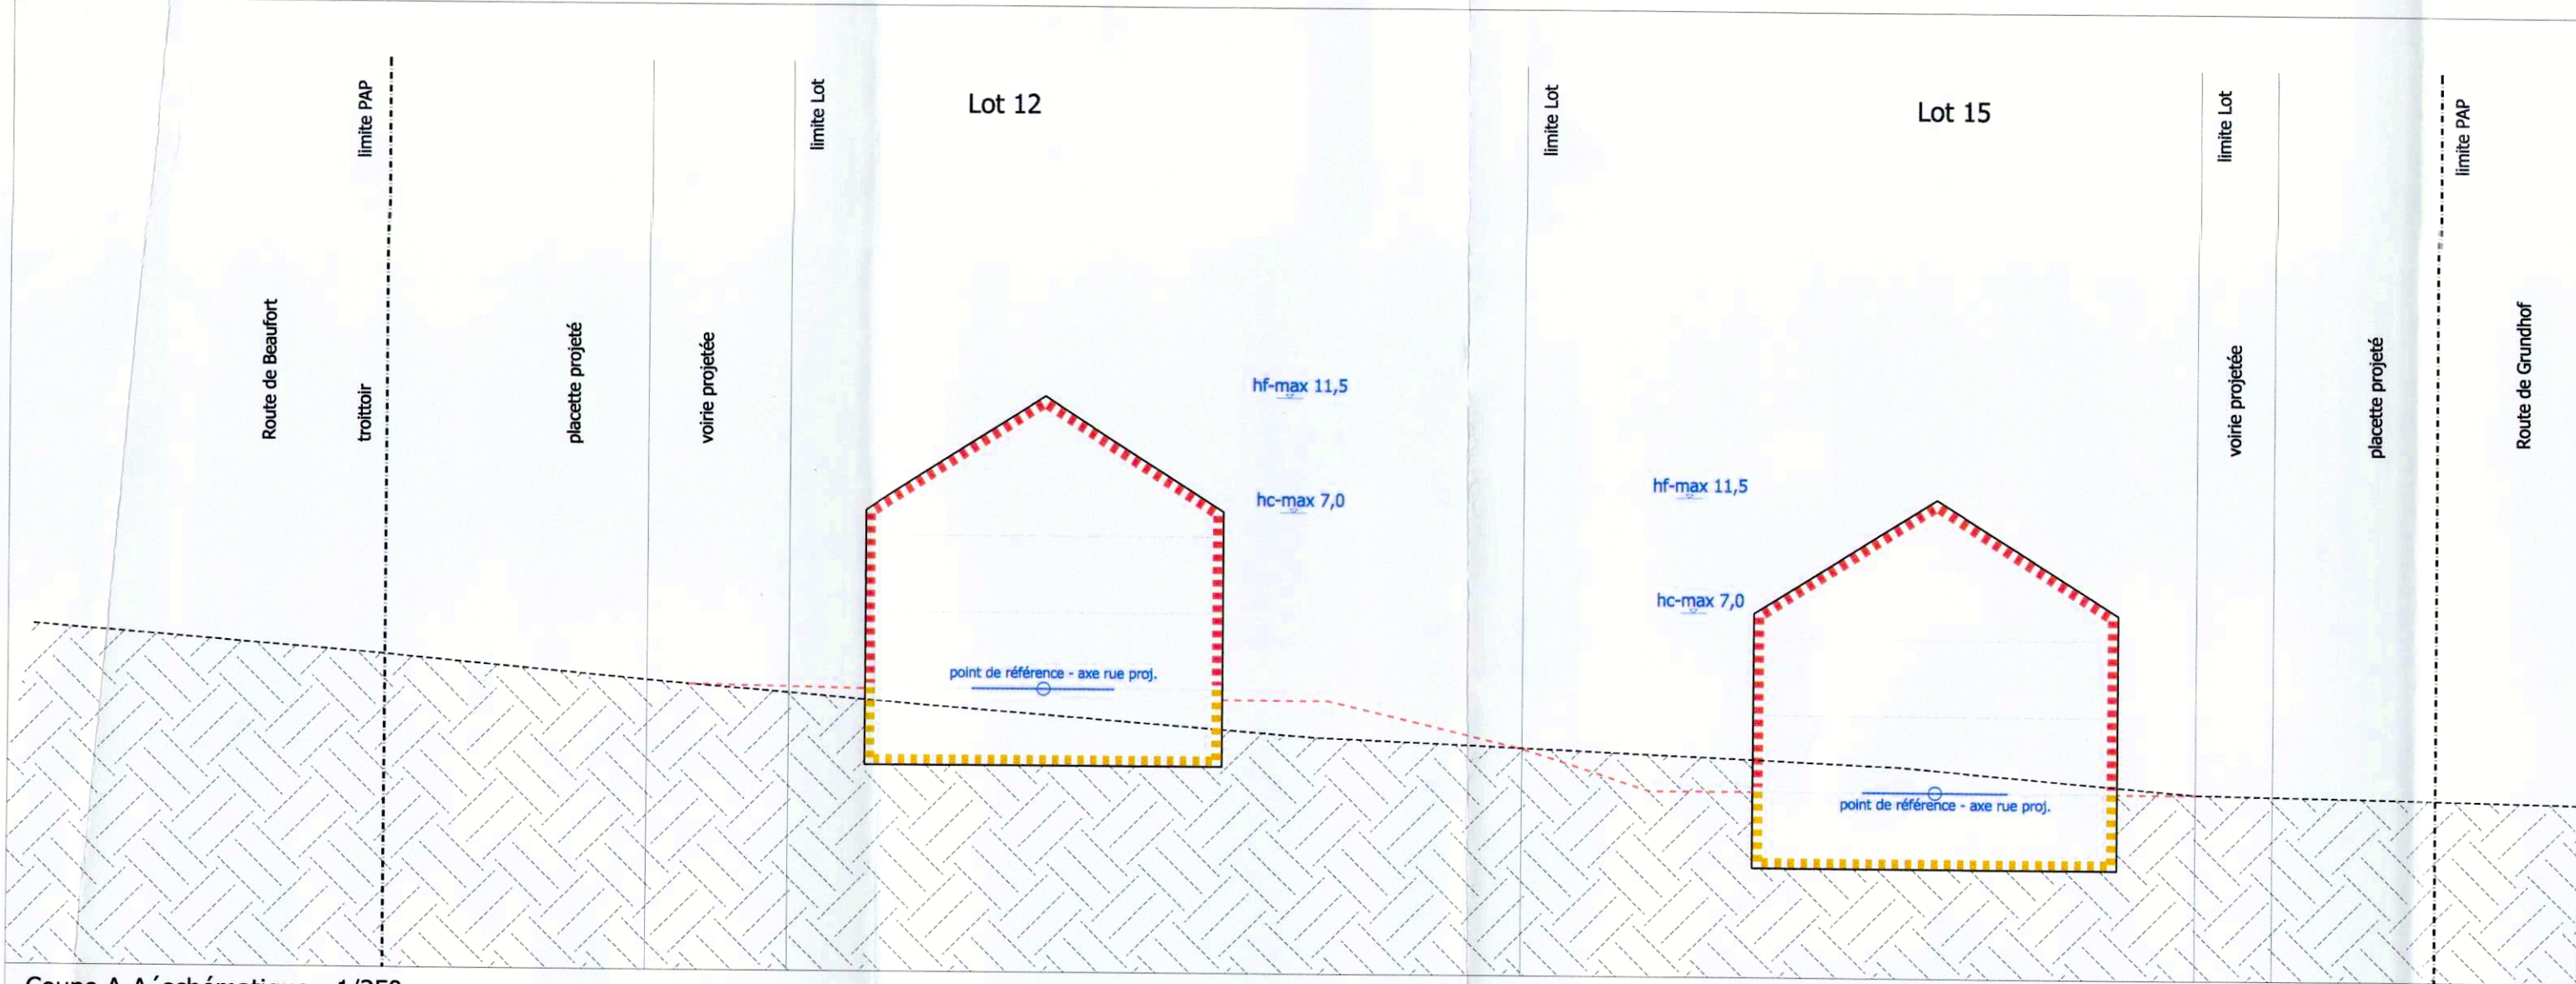 limite PAP
limite Lot
Lot 12
limite Lot
Lot 15
limite Lot
limite PAP
Route de Beaufort
troittoir
placette projeté
voirie projetée
hf-max 11,5
hc-max 7,0
point de référence - axe rue proj.
hf-max 11,5
hc-max 7,0
point de référence - axe rue proj.
voirie projetée
placette projeté
Route de Grundhof